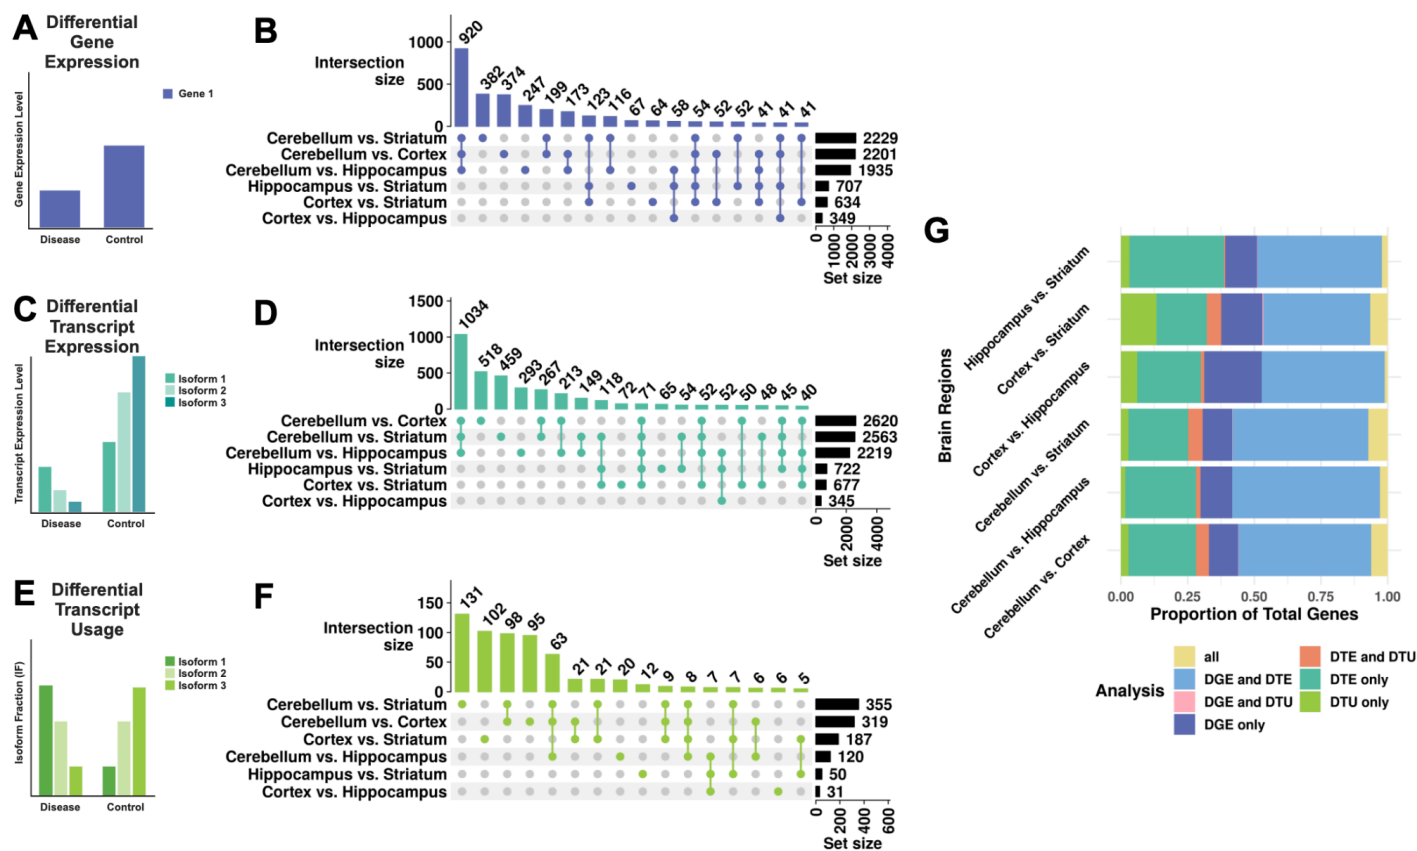 A
Differential
Gene
Expression
Gene Expression Level
Gene 1
Disease
Control
B
Intersection
size
1000
500
0
920
382
374
247
199
173
123
116
67
64
58
54
52
52
41
41
41
Cerebellum vs. Striatum
2229
Cerebellum vs. Cortex
2201
Cerebellum vs. Hippocampus
1935
Hippocampus vs. Striatum
707
Cortex vs. Striatum
634
Cortex vs. Hippocampus
349
0
1000
2000
3000
4000
Set size
C
Differential
Transcript
Expression
Transcript Expression Level
Isoform 1
Isoform 2
Isoform 3
Disease
Control
D
Intersection
size
1500
1000
500
0
1034
518
459
293
267
213
149
118
72
71
65
54
52
52
50
48
45
40
Cerebellum vs. Cortex
2620
Cerebellum vs. Striatum
2563
Cerebellum vs. Hippocampus
2219
Hippocampus vs. Striatum
722
Cortex vs. Striatum
677
Cortex vs. Hippocampus
345
0
2000
4000
Set size
E
Differential
Transcript
Usage
Isoform Fraction (IF)
Isoform 1
Isoform 2
Isoform 3
Disease
Control
F
Intersection
size
150
100
50
0
131
102
98
95
63
21
21
20
12
9
8
7
7
6
6
5
Cerebellum vs. Striatum
355
Cerebellum vs. Cortex
319
Cortex vs. Striatum
187
Cerebellum vs. Hippocampus
120
Hippocampus vs. Striatum
50
Cortex vs. Hippocampus
31
0
200
400
600
Set size
G
Brain Regions
Hippocampus vs. Striatum
Cortex vs. Striatum
Cortex vs. Hippocampus
Cerebellum vs. Striatum
Cerebellum vs. Hippocampus
Cerebellum vs. Cortex
0.00
0.25
0.50
0.75
1.00
Proportion of Total Genes
Analysis
all
DGE and DTE
DGE and DTU
DGE only
DTE and DTU
DTE only
DTU only